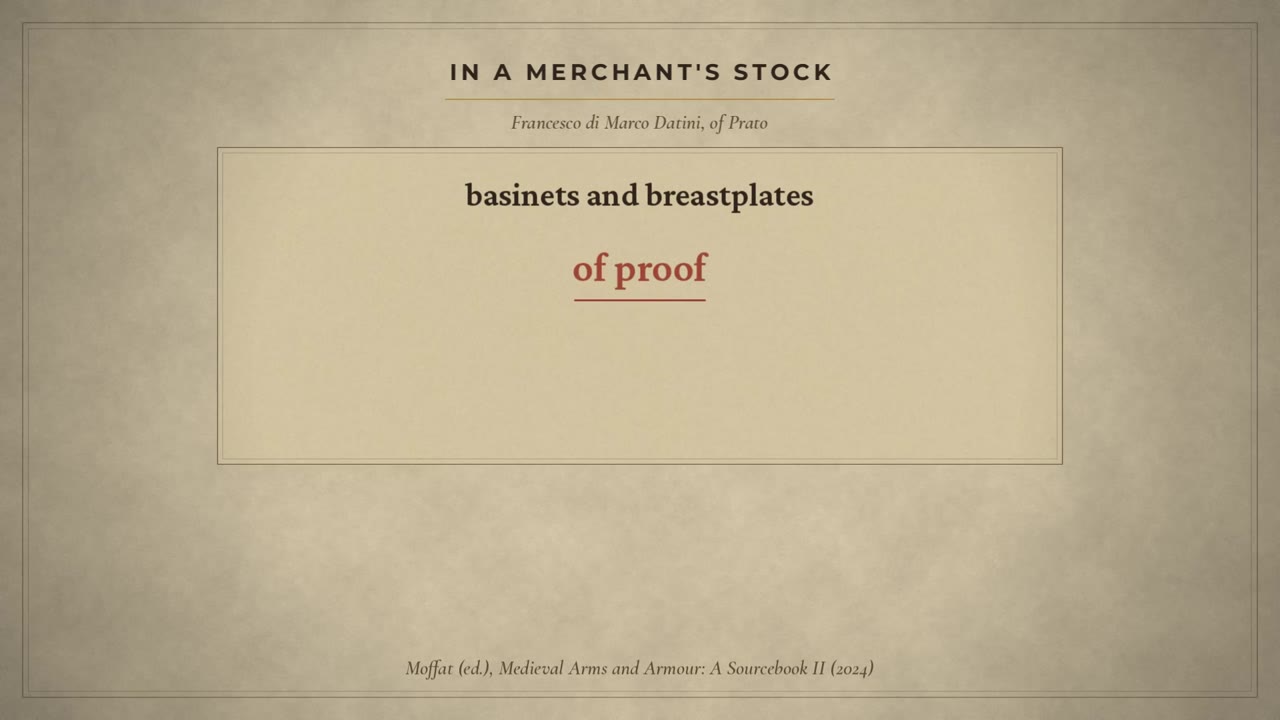 IN A MERCHANT'S STOCK
Francesco di Marco Datini, of Prato
basinets and breastplates
of proof
Moffat (ed.), Medieval Arms and Armour: A Sourcebook II (2024)